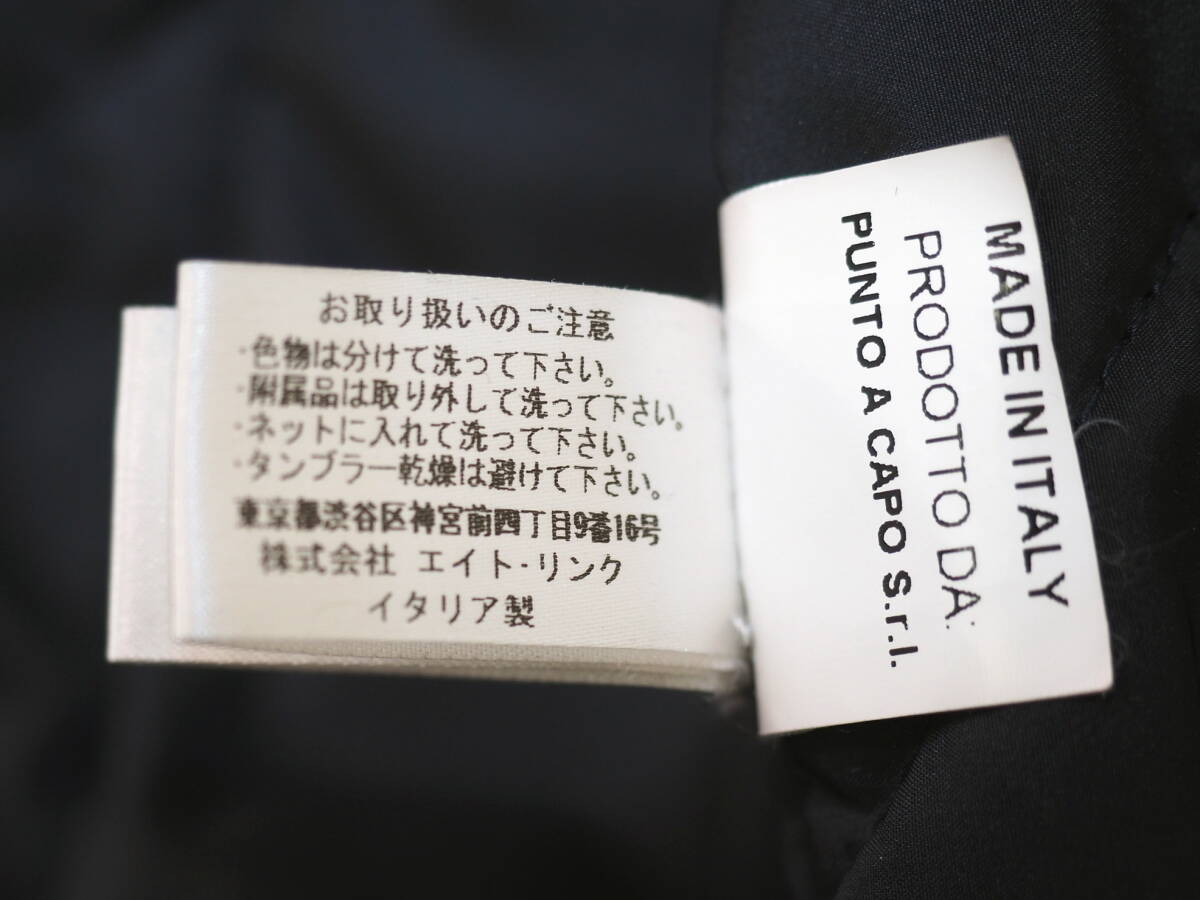 お取り扱いのご注意
・色物は分けて洗って下さい。
・附属品は取り外して洗って下さい。
・ネットに入れて洗って下さい。
・タンブラー乾燥は避けて下さい。
東京都渋谷区神宮前四丁目9番16号
株式会社 エイト・リンク
イタリア製
MADE IN ITALY
PRODOTTO DA:
PUNTO A CAPO S.r.l.